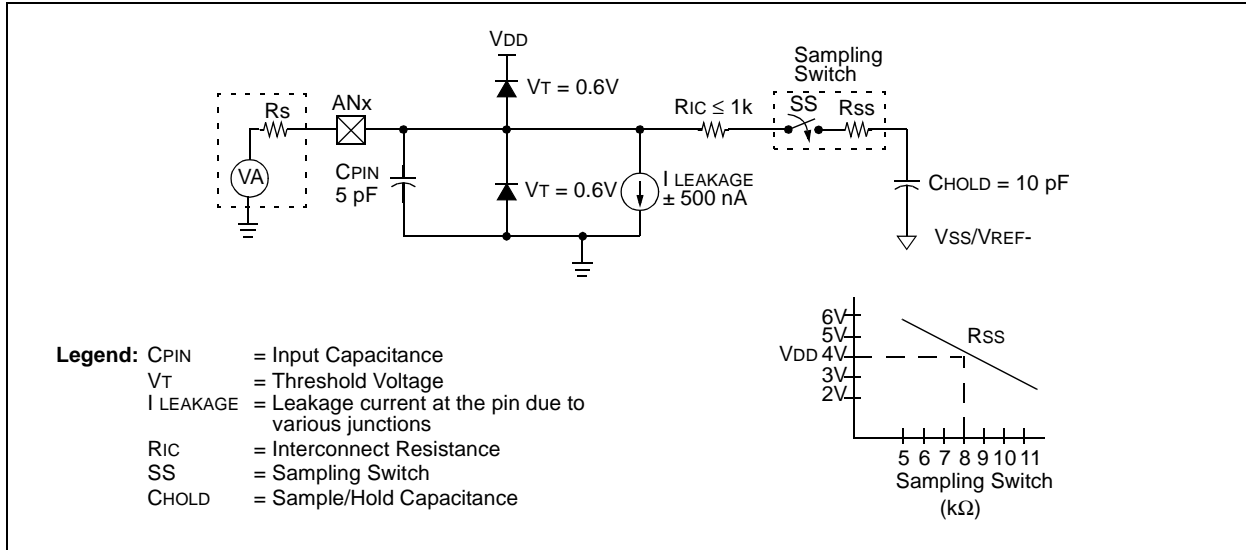 VDD
Sampling
Switch
VT = 0.6V
Rs
ANx
RIC ≤ 1k
SS
RSS
VA
CPIN
5 pF
VT = 0.6V
I LEAKAGE
± 500 nA
CHOLD = 10 pF
VSS/VREF-
6V
5V
VDD 4V
3V
2V
RSS
5 6 7 8 9 10 11
Sampling Switch
(kΩ)
Legend: CPIN = Input Capacitance
VT = Threshold Voltage
I LEAKAGE = Leakage current at the pin due to
various junctions
RIC = Interconnect Resistance
SS = Sampling Switch
CHOLD = Sample/Hold Capacitance